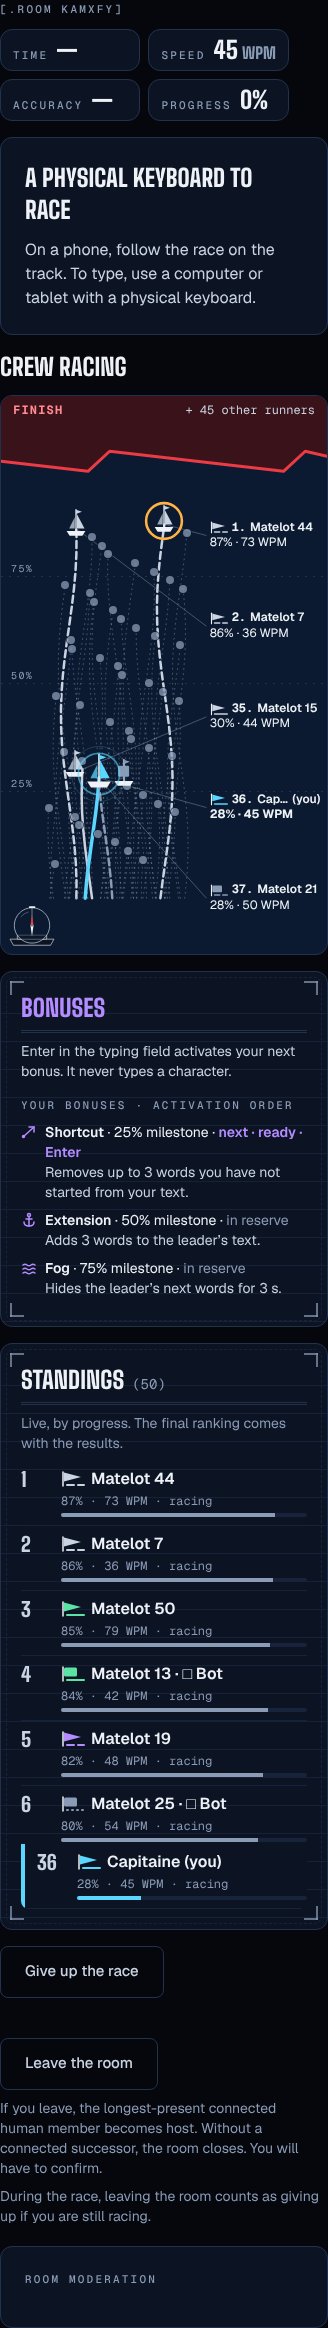 [.ROOM KAMXFY]
TIME —
SPEED 45 WPM
ACCURACY —
PROGRESS 0%
A PHYSICAL KEYBOARD TO
RACE
On a phone, follow the race on the
track. To type, use a computer or
tablet with a physical keyboard.
CREW RACING
FINISH
+ 45 other runners
1. Matelot 44
87% · 73 WPM
75%
2. Matelot 7
86% · 36 WPM
50%
35. Matelot 15
30% · 44 WPM
25%
36. Cap… (you)
28% · 45 WPM
37. Matelot 21
28% · 50 WPM
BONUSES
Enter in the typing field activates your next
bonus. It never types a character.
YOUR BONUSES · ACTIVATION ORDER
Shortcut · 25% milestone · next · ready ·
Enter
Removes up to 3 words you have not
started from your text.
Extension · 50% milestone · in reserve
Adds 3 words to the leader's text.
Fog · 75% milestone · in reserve
Hides the leader's next words for 3 s.
STANDINGS (50)
Live, by progress. The final ranking comes
with the results.
1 Matelot 44
87% · 73 WPM · racing
2 Matelot 7
86% · 36 WPM · racing
3 Matelot 50
85% · 79 WPM · racing
4 Matelot 13 · □ Bot
84% · 42 WPM · racing
5 Matelot 19
82% · 48 WPM · racing
6 Matelot 25 · □ Bot
80% · 54 WPM · racing
36 Capitaine (you)
28% · 45 WPM · racing
Give up the race
Leave the room
If you leave, the longest-present connected
human member becomes host. Without a
connected successor, the room closes. You will
have to confirm.
During the race, leaving the room counts as giving
up if you are still racing.
ROOM MODERATION